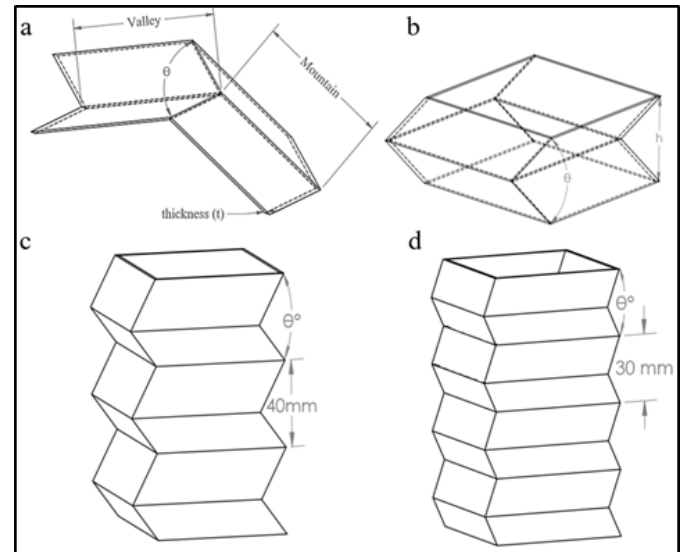 a
Valley
θ
Mountain
thickness (t)
b
h
θ
c
θ°
40mm
d
θ°
30 mm